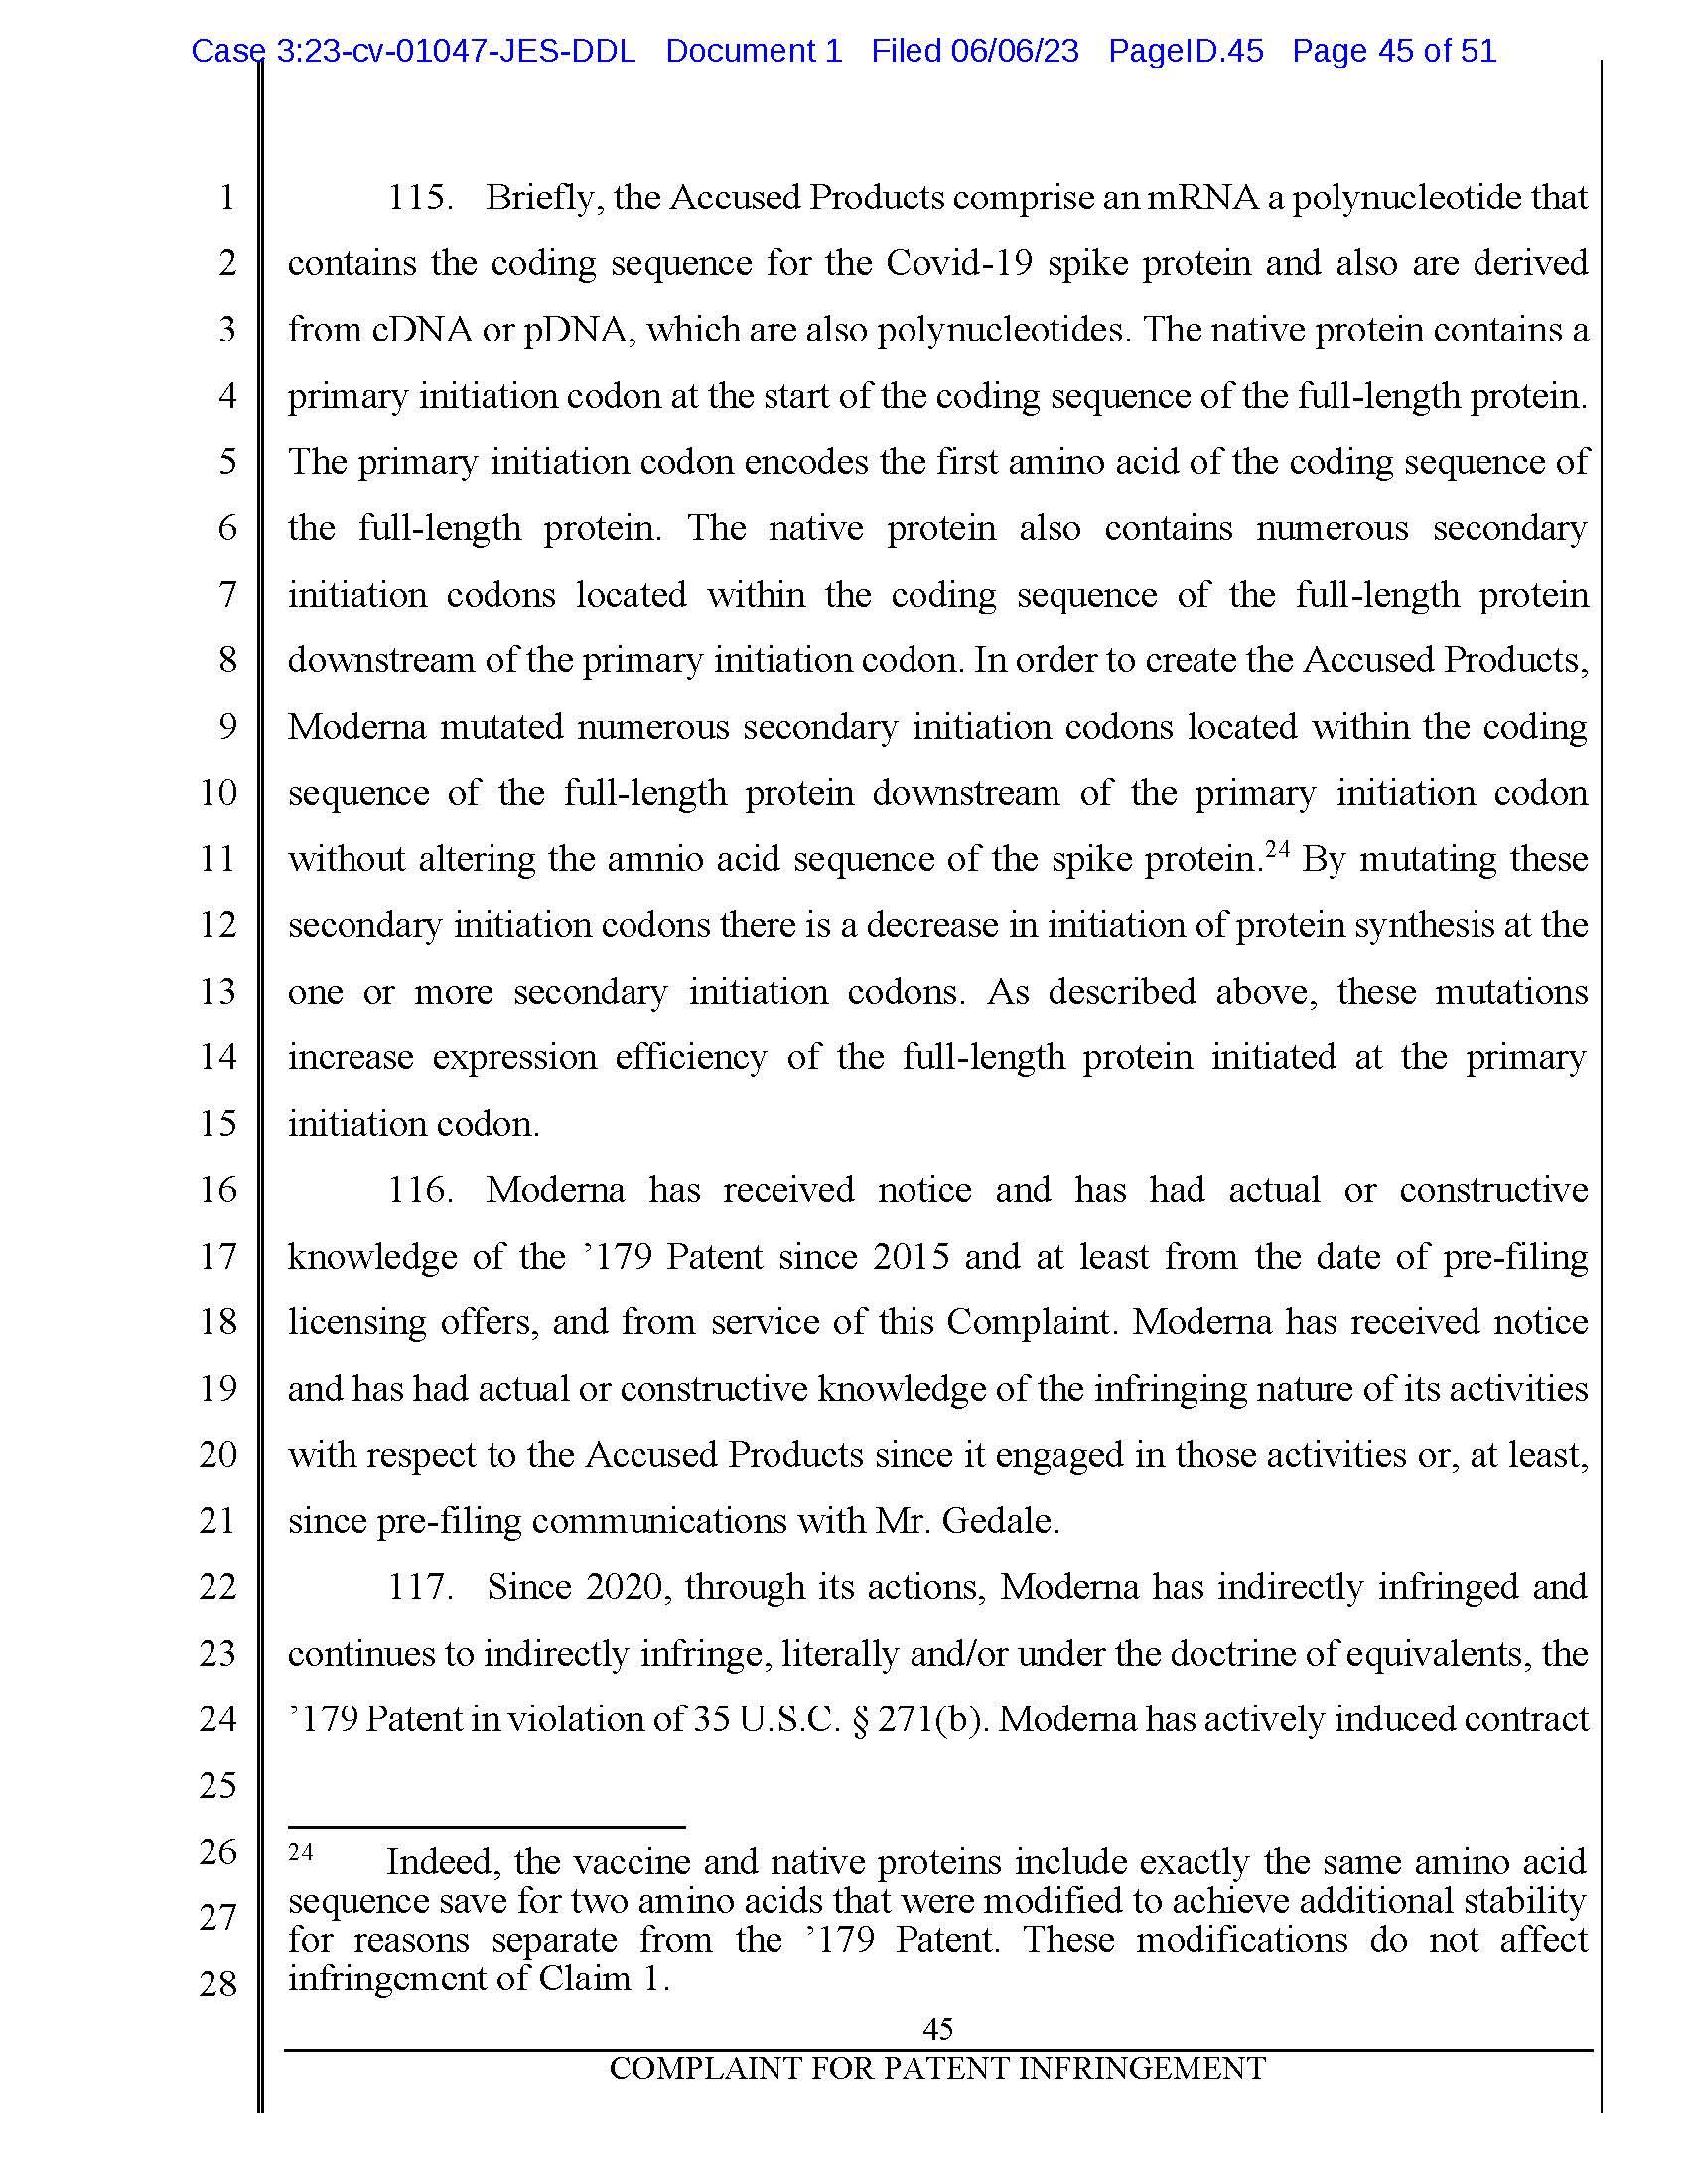 Case 3:23-cv-01047-JES-DDL Document 1 Filed 06/06/23 PageID.45 Page 45 of 51
1 115. Briefly, the Accused Products comprise an mRNA a polynucleotide that
2 contains the coding sequence for the Covid-19 spike protein and also are derived
3 from cDNA or pDNA, which are also polynucleotides. The native protein contains a
4 primary initiation codon at the start of the coding sequence of the full-length protein.
5 The primary initiation codon encodes the first amino acid of the coding sequence of
6 the full-length protein. The native protein also contains numerous secondary
7 initiation codons located within the coding sequence of the full-length protein
8 downstream of the primary initiation codon. In order to create the Accused Products,
9 Moderna mutated numerous secondary initiation codons located within the coding
10 sequence of the full-length protein downstream of the primary initiation codon
11 without altering the amnio acid sequence of the spike protein.24 By mutating these
12 secondary initiation codons there is a decrease in initiation of protein synthesis at the
13 one or more secondary initiation codons. As described above, these mutations
14 increase expression efficiency of the full-length protein initiated at the primary
15 initiation codon.
16 116. Moderna has received notice and has had actual or constructive
17 knowledge of the ’179 Patent since 2015 and at least from the date of pre-filing
18 licensing offers, and from service of this Complaint. Moderna has received notice
19 and has had actual or constructive knowledge of the infringing nature of its activities
20 with respect to the Accused Products since it engaged in those activities or, at least,
21 since pre-filing communications with Mr. Gedale.
22 117. Since 2020, through its actions, Moderna has indirectly infringed and
23 continues to indirectly infringe, literally and/or under the doctrine of equivalents, the
24 ’179 Patent in violation of 35 U.S.C. § 271(b). Moderna has actively induced contract
25
26 24 Indeed, the vaccine and native proteins include exactly the same amino acid
27 sequence save for two amino acids that were modified to achieve additional stability
for reasons separate from the ’179 Patent. These modifications do not affect
28 infringement of Claim 1.
45
COMPLAINT FOR PATENT INFRINGEMENT